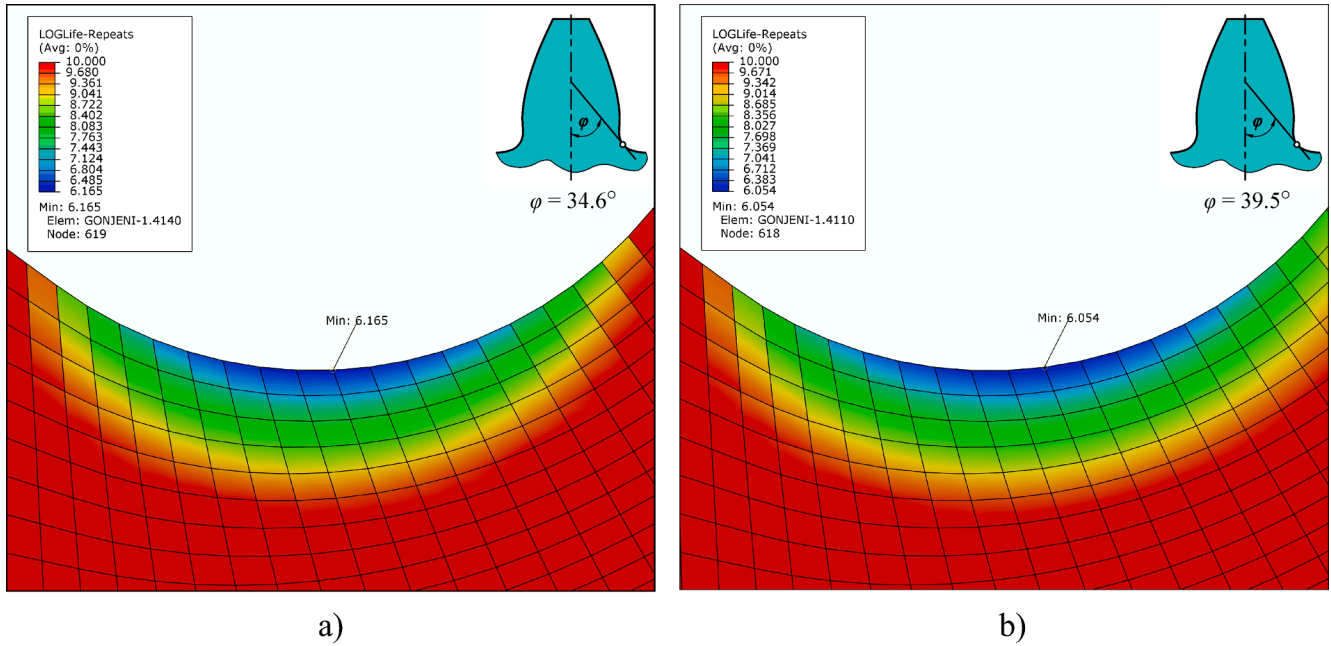 LOGLife-Repeats
(Avg: 0%)
10.000
9.680
9.361
9.041
8.722
8.402
8.083
7.763
7.443
7.124
6.804
6.485
6.165
Min: 6.165
Elem: GONJENI-1.4140
Node: 619
φ
φ = 34.6°
Min: 6.165
a)
LOGLife-Repeats
(Avg: 0%)
10.000
9.671
9.342
9.014
8.685
8.356
8.027
7.698
7.369
7.041
6.712
6.383
6.054
Min: 6.054
Elem: GONJENI-1.4110
Node: 618
φ
φ = 39.5°
Min: 6.054
b)